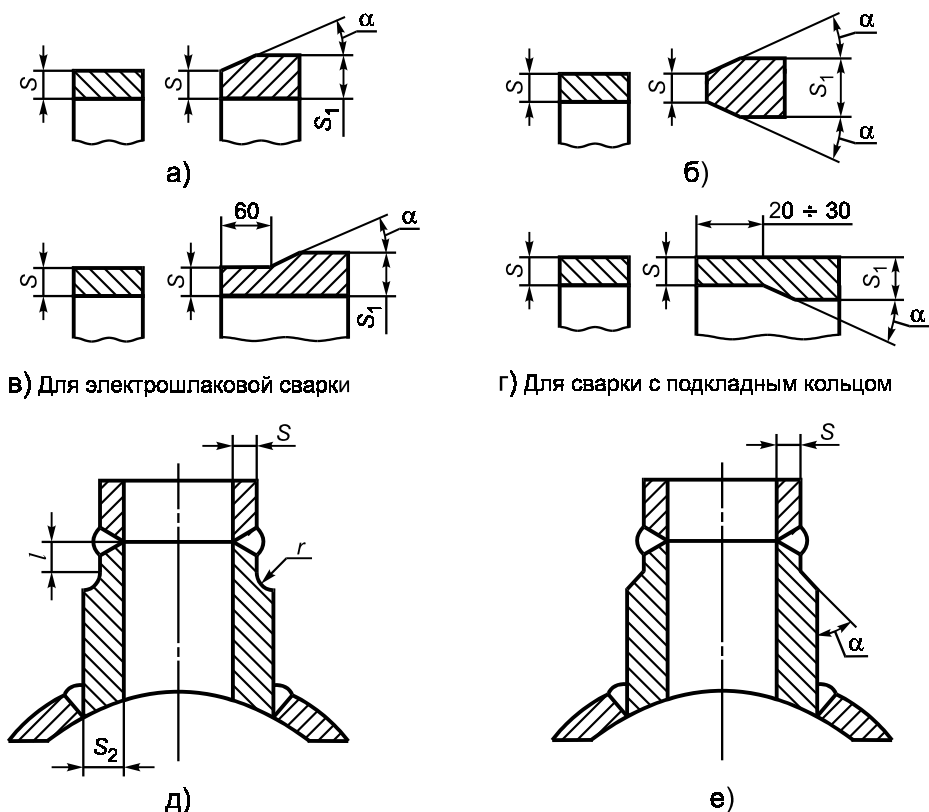 α
S
S
S₁
а)
α
S
S
S₁
α
б)
60
α
S
S
S₁
в) Для электрошлаковой сварки
20 ÷ 30
S
S
S₁
α
г) Для сварки с подкладным кольцом
S
l
r
S₂
д)
S
α
е)